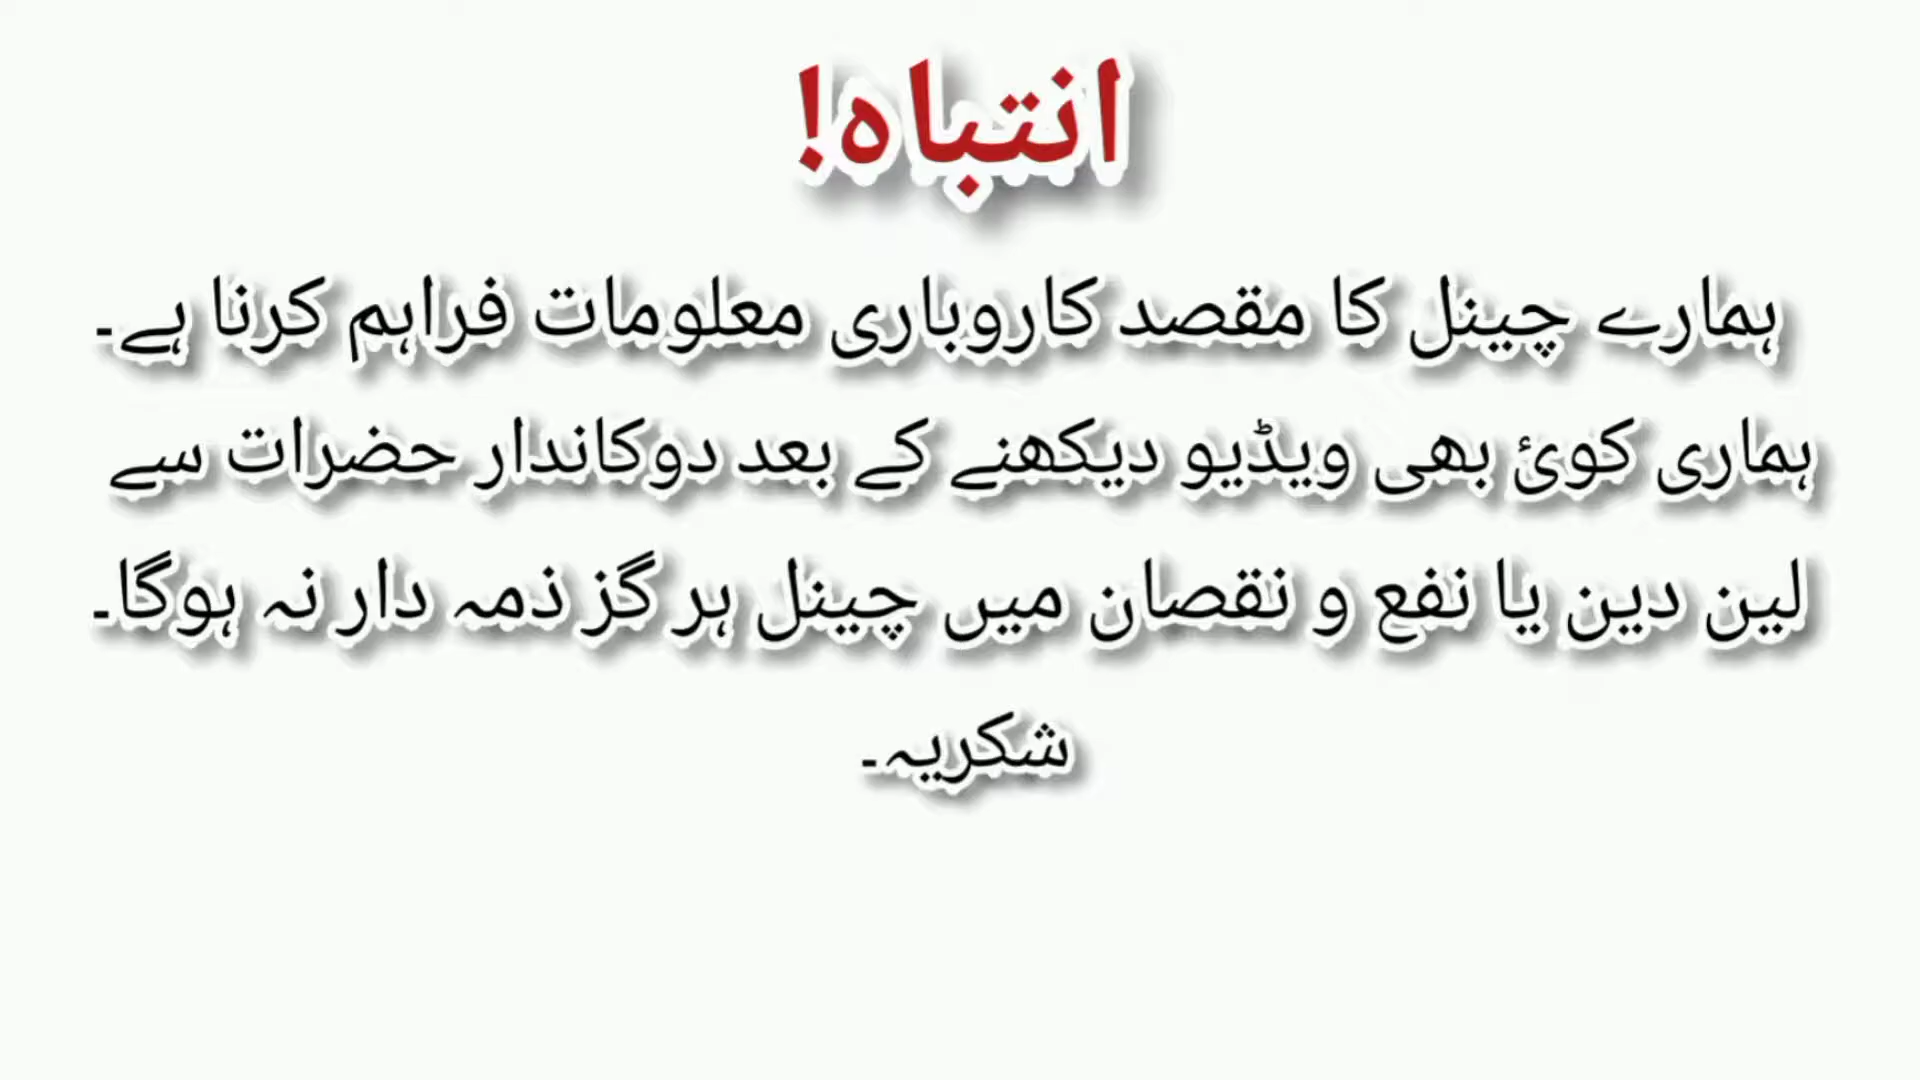 انتباہ!
ہمارے چینل کا مقصد کاروباری معلومات فراہم کرنا ہے۔
ہماری کوئ بھی ویڈیو دیکھنے کے بعد دوکاندار حضرات سے
لین دین یا نفع و نقصان میں چینل ہر گز ذمہ دار نہ ہوگا۔
شکریہ۔